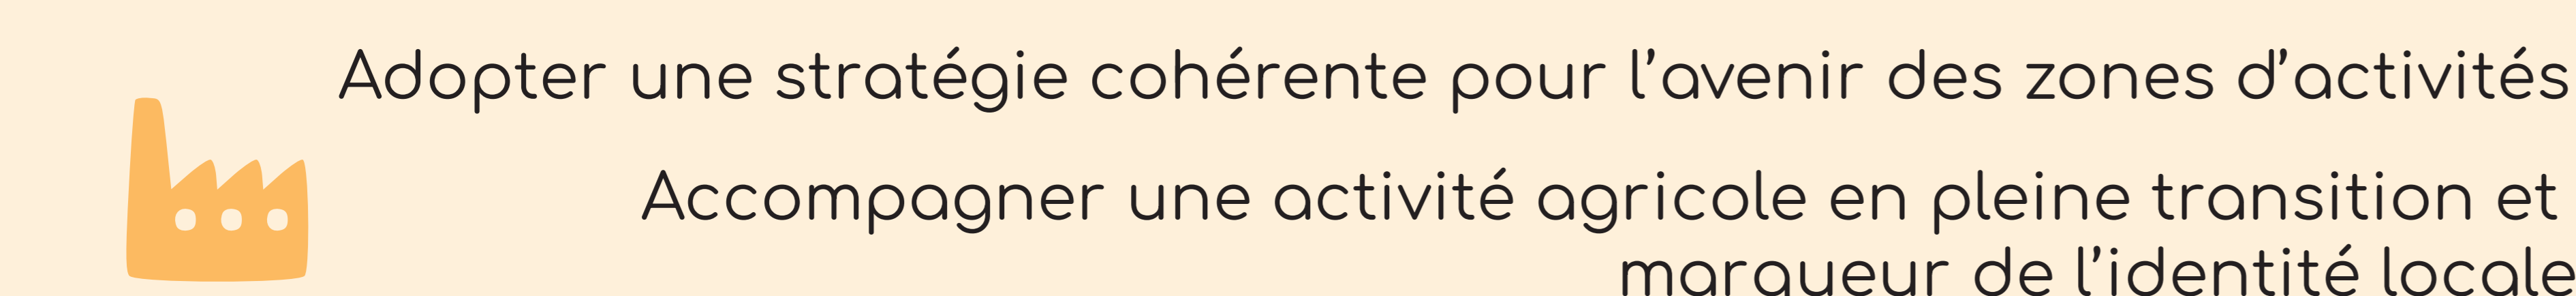 Adopter une stratégie cohérente pour l’avenir des zones d’activités
Accompagner une activité agricole en pleine transition et
marqueur de l’identité locale